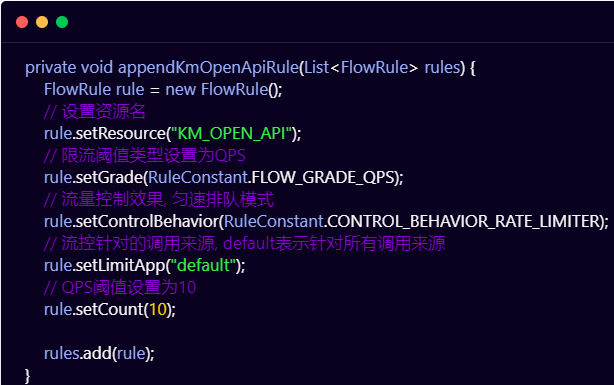 private void appendKmOpenApiRule(List<FlowRule> rules) {
FlowRule rule = new FlowRule();
// 设置资源名
rule.setResource("KM_OPEN_API");
// 限流阈值类型设置为QPS
rule.setGrade(RuleConstant.FLOW_GRADE_QPS);
// 流量控制效果, 匀速排队模式
rule.setControlBehavior(RuleConstant.CONTROL_BEHAVIOR_RATE_LIMITER);
// 流控针对的调用来源, default表示针对所有调用来源
rule.setLimitApp("default");
// QPS阈值设置为10
rule.setCount(10);
rules.add(rule);
}